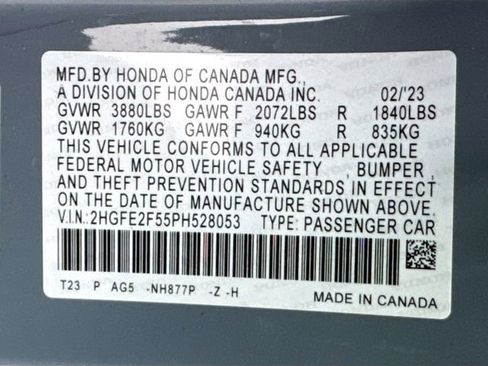 MFD.BY HONDA OF CANADA MFG.,
A DIVISION OF HONDA CANADA INC. 02/'23
GVWR 3880LBS GAWR F 2072LBS R 1840LBS
GVWR 1760KG GAWR F 940KG R 835KG
THIS VEHICLE CONFORMS TO ALL APPLICABLE
FEDERAL MOTOR VEHICLE SAFETY , BUMPER ,
AND THEFT PREVENTION STANDARDS IN EFFECT
ON THE DATE OF MANUFACTURE SHOWN ABOVE.
V.I.N: 2HGFE2F55PH528053 TYPE: PASSENGER CAR
T23 P AG5 -NH877P -Z -H
MADE IN CANADA